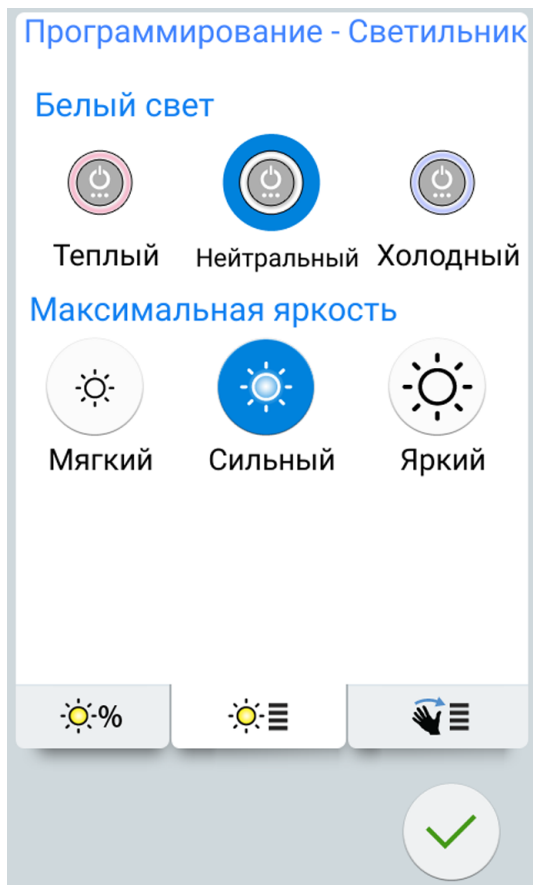 Программирование - Светильник
Белый свет
Теплый Нейтральный Холодный
Максимальная яркость
Мягкий Сильный Яркий
%